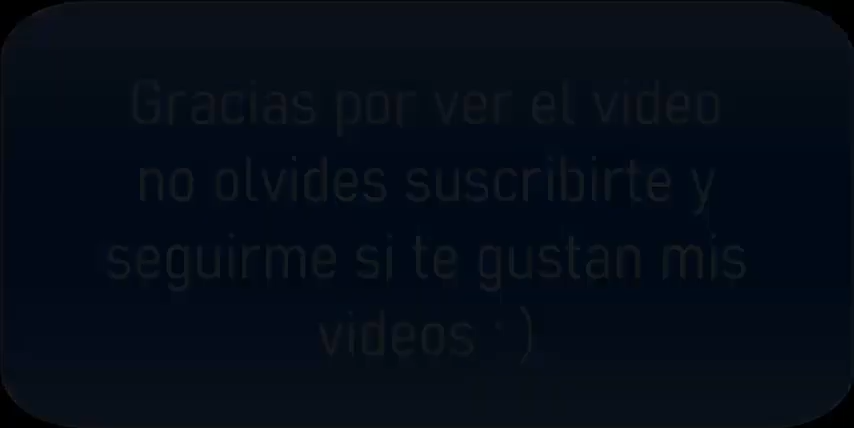 Gracias por ver el video
no olvides suscribirte y
seguirme si te gustan mis
videos : )